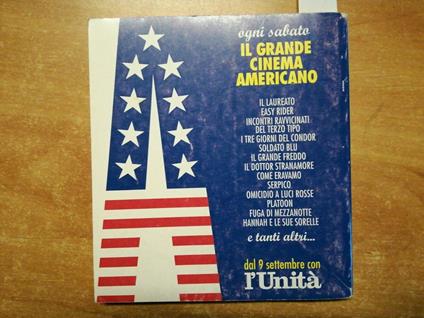 ogni sabato
IL GRANDE
CINEMA
AMERICANO
IL LAUREATO
EASY RIDER
INCONTRI RAVVICINATI
DEL TERZO TIPO
I TRE GIORNI DEL CONDOR
SOLDATO BLU
IL GRANDE FREDDO
IL DOTTOR STRANAMORE
COME ERAVAMO
SERPICO
OMICIDIO A LUCI ROSSE
PLATOON
FUGA DI MEZZANOTTE
HANNAH E LE SUE SORELLE
e tanti altri...
dal 9 settembre con
l'Unità